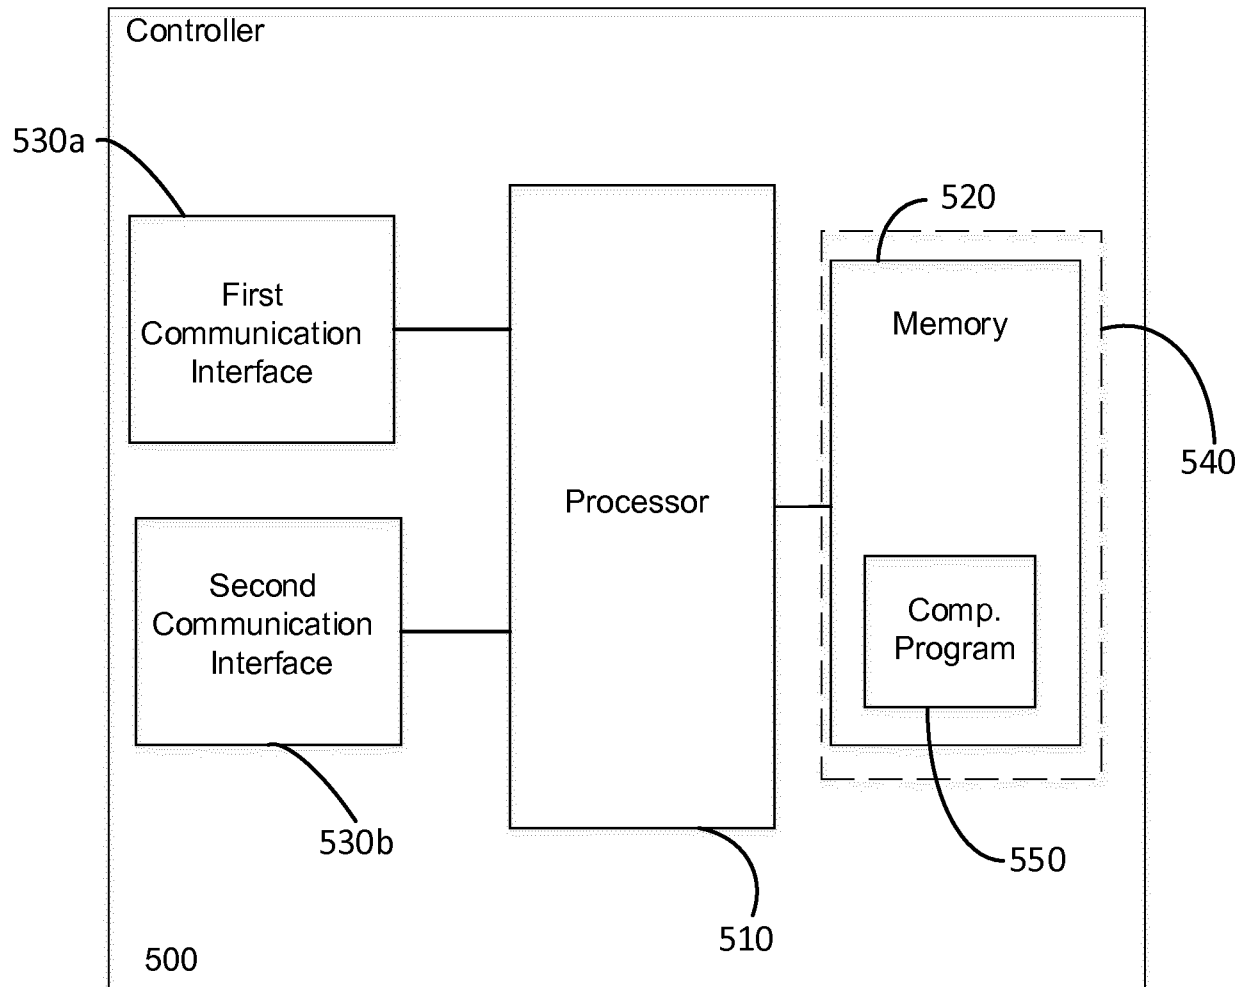 Controller
530a
520
First
Communication
Interface
Memory
540
Processor
Second
Communication
Interface
Comp.
Program
530b
550
510
500